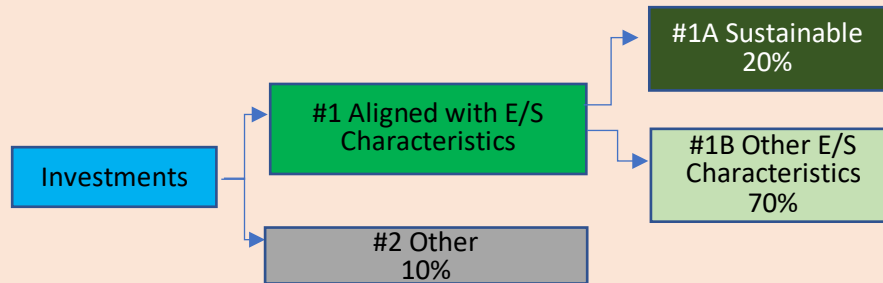 Investments
#1 Aligned with E/S
Characteristics
#2 Other
10%
#1A Sustainable
20%
#1B Other E/S
Characteristics
70%